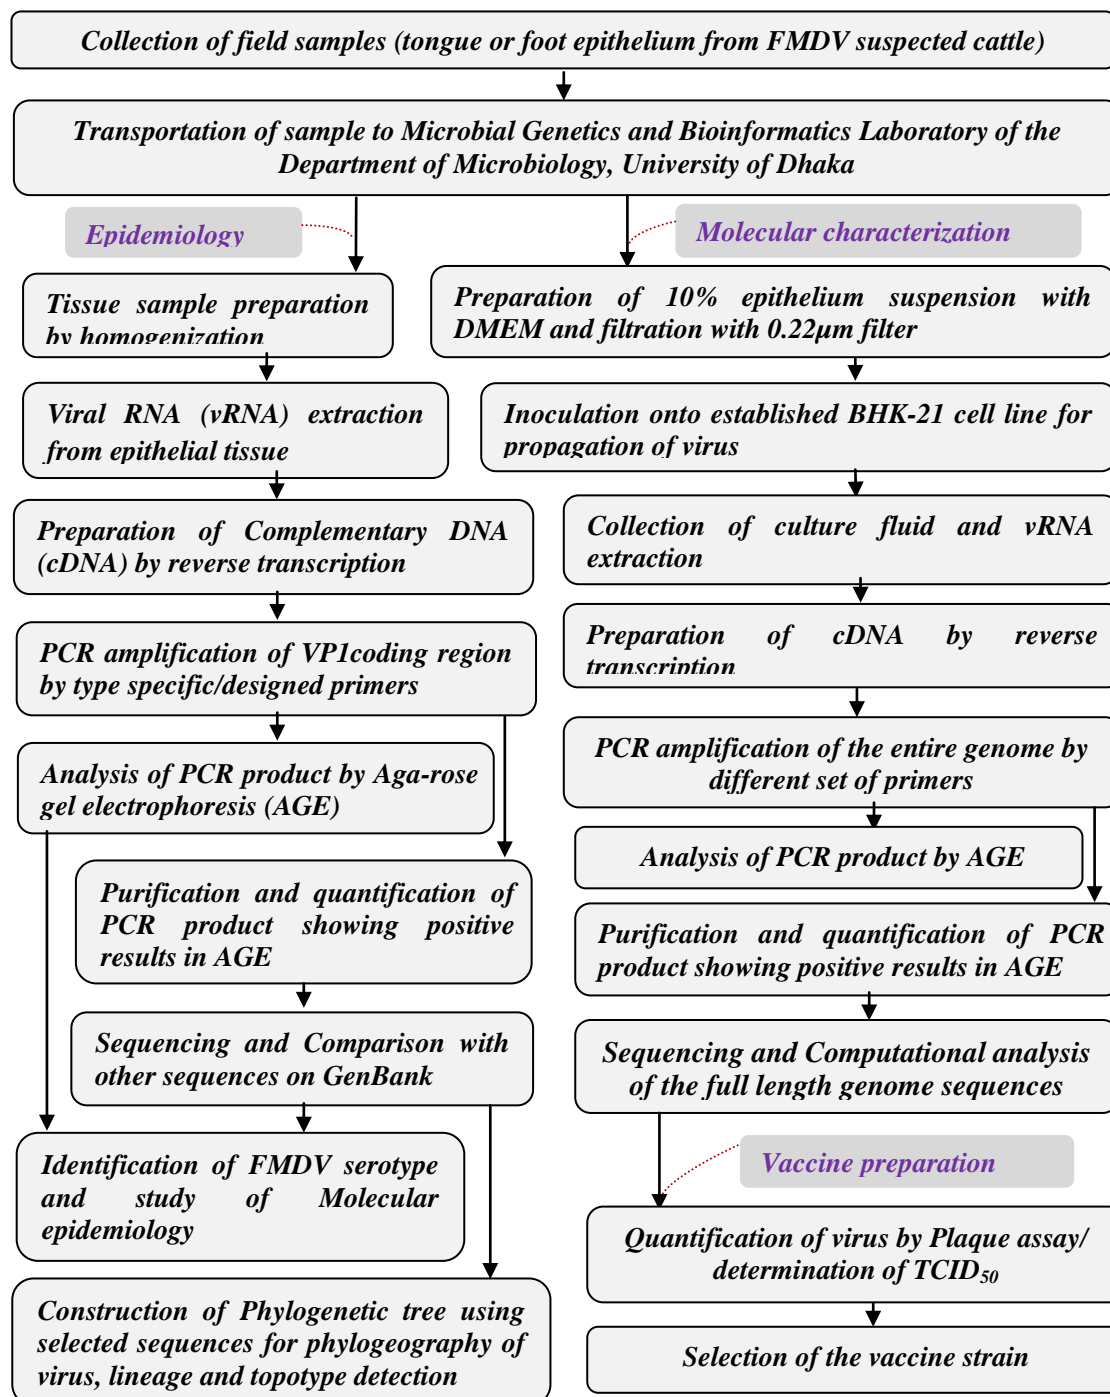 Collection of field samples (tongue or foot epithelium from FMDV suspected cattle)
Transportation of sample to Microbial Genetics and Bioinformatics Laboratory of the
Department of Microbiology, University of Dhaka
Epidemiology
Molecular characterization
Tissue sample preparation
by homogenization
Viral RNA (vRNA) extraction
from epithelial tissue
Preparation of Complementary DNA
(cDNA) by reverse transcription
PCR amplification of VP1coding region
by type specific/designed primers
Analysis of PCR product by Aga-rose
gel electrophoresis (AGE)
Purification and quantification of
PCR product showing positive
results in AGE
Sequencing and Comparison with
other sequences on GenBank
Identification of FMDV serotype
and study of Molecular
epidemiology
Construction of Phylogenetic tree using
selected sequences for phylogeography of
virus, lineage and topotype detection
Preparation of 10% epithelium suspension with
DMEM and filtration with 0.22µm filter
Inoculation onto established BHK-21 cell line for
propagation of virus
Collection of culture fluid and vRNA
extraction
Preparation of cDNA by reverse
transcription
PCR amplification of the entire genome by
different set of primers
Analysis of PCR product by AGE
Purification and quantification of PCR
product showing positive results in AGE
Sequencing and Computational analysis
of the full length genome sequences
Vaccine preparation
Quantification of virus by Plaque assay/
determination of TCID50
Selection of the vaccine strain